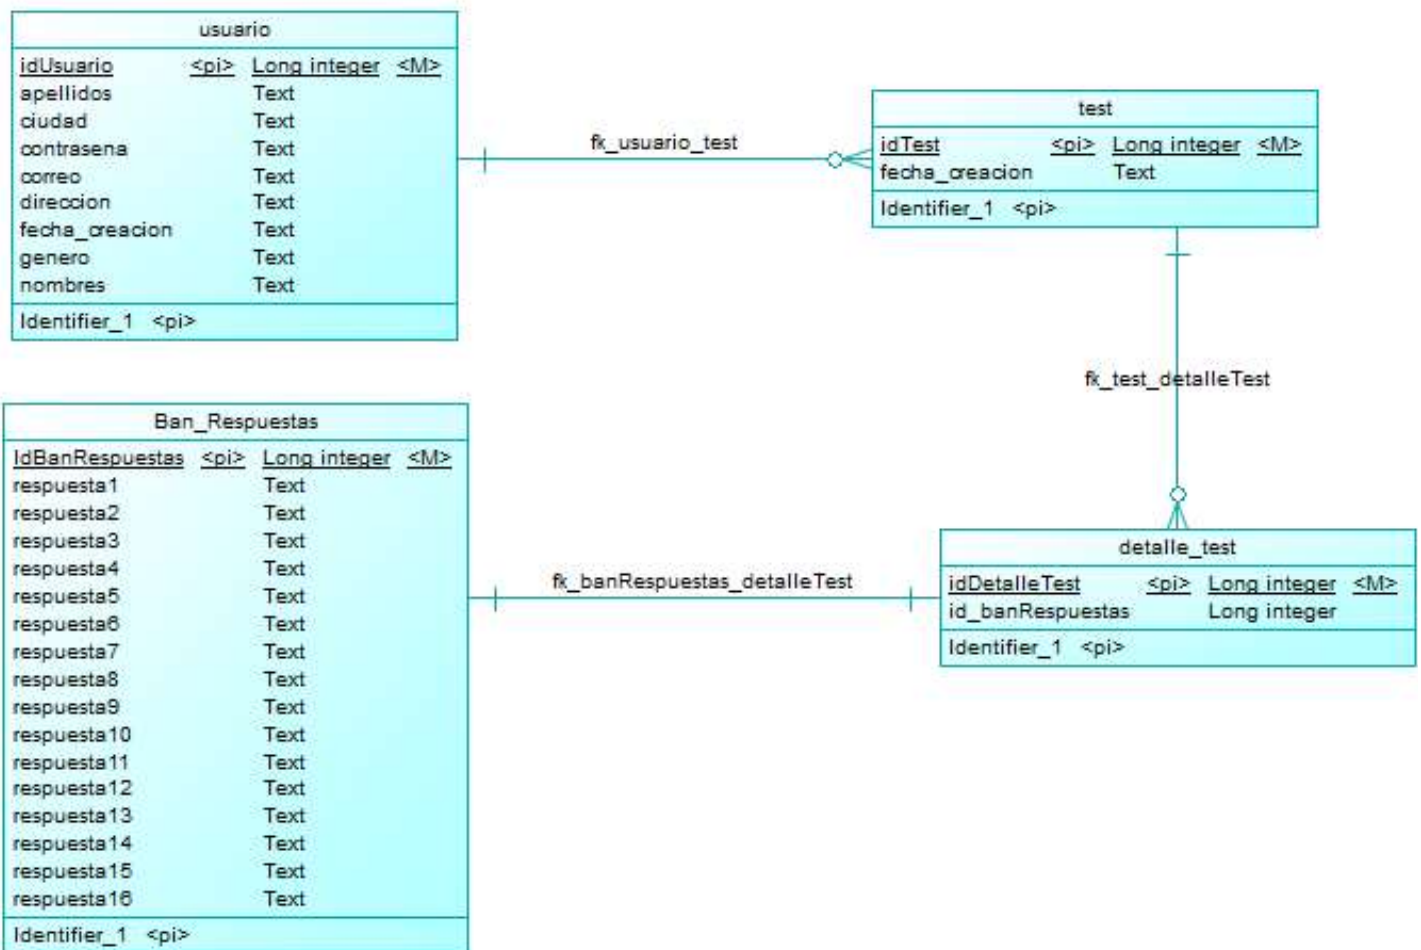 usuario
idUsuario <pi> Long integer <M>
apellidos Text
ciudad Text
contrasena Text
correo Text
direccion Text
fecha_creacion Text
genero Text
nombres Text
Identifier_1 <pi>
fk_usuario_test
test
idTest <pi> Long integer <M>
fecha_creacion Text
Identifier_1 <pi>
fk_test_detalleTest
Ban_Respuestas
IdBanRespuestas <pi> Long integer <M>
respuesta1 Text
respuesta2 Text
respuesta3 Text
respuesta4 Text
respuesta5 Text
respuesta6 Text
respuesta7 Text
respuesta8 Text
respuesta9 Text
respuesta10 Text
respuesta11 Text
respuesta12 Text
respuesta13 Text
respuesta14 Text
respuesta15 Text
respuesta16 Text
Identifier_1 <pi>
fk_banRespuestas_detalleTest
detalle_test
idDetalleTest <pi> Long integer <M>
id_banRespuestas Long integer
Identifier_1 <pi>